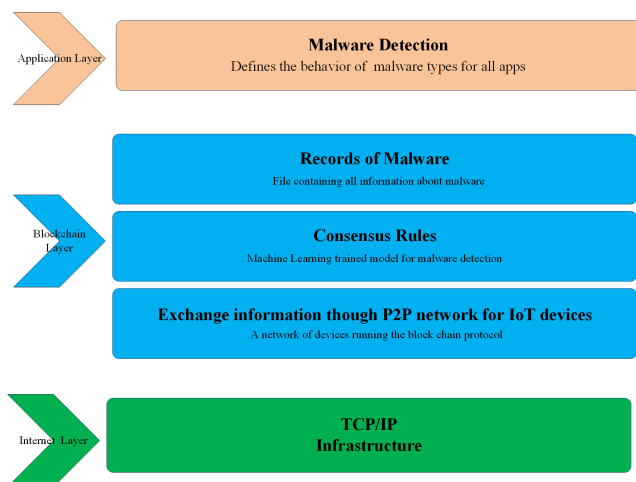 Application Layer
Malware Detection
Defines the behavior of malware types for all apps
Records of Malware
File containing all information about malware
Blockchain
Layer
Consensus Rules
Machine Learning trained model for malware detection
Exchange information though P2P network for IoT devices
A network of devices running the block chain protocol
Internet Layer
TCP/IP
Infrastructure